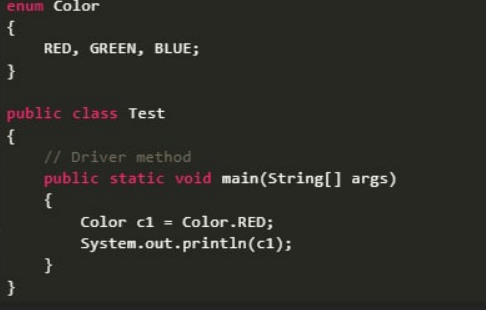 enum Color
{
    RED, GREEN, BLUE;
}

public class Test
{
    // Driver method
    public static void main(String[] args)
    {
        Color c1 = Color.RED;
        System.out.println(c1);
    }
}